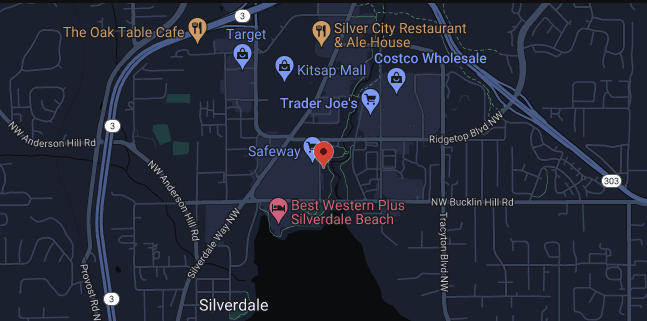 3
The Oak Table Cafe
Target
Silver City Restaurant
& Ale House
Kitsap Mall
Costco Wholesale
Trader Joe's
3
NW Anderson Hill Rd
Ridgetop Blvd NW
Safeway
NW Anderson Hill Rd
303
Best Western Plus
Silverdale Beach
NW Bucklin Hill Rd
Silverdale Way NW
Tracyton Blvd NW
Provost Rd N
3
Silverdale